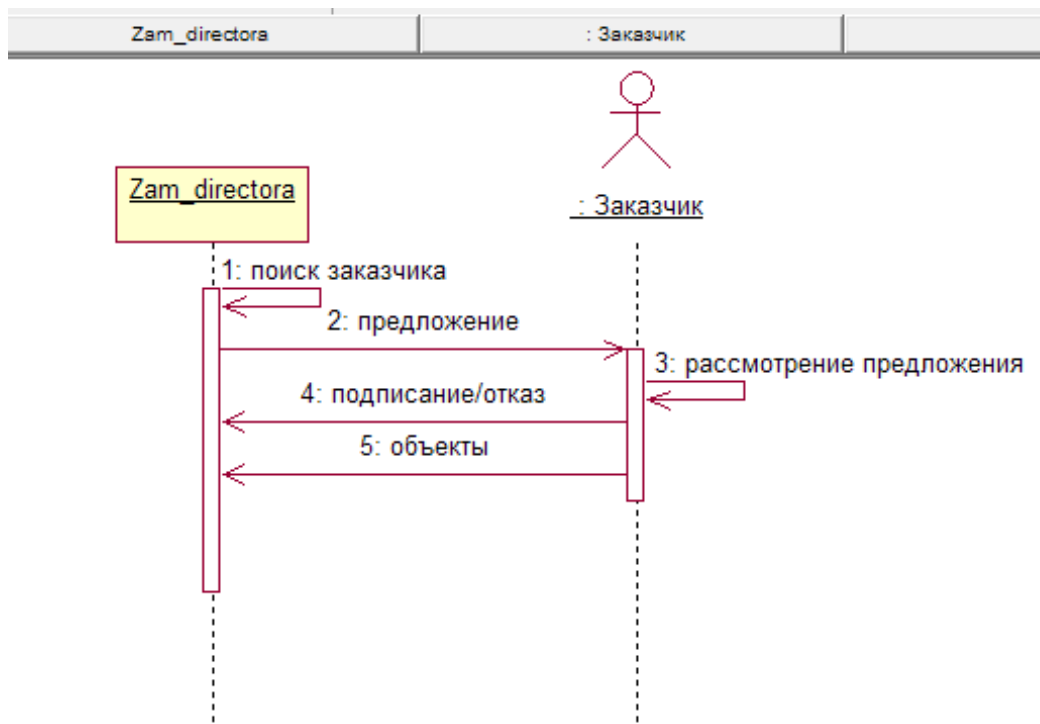 Zam_directora
: Заказчик
Zam_directora
: Заказчик
1: поиск заказчика
2: предложение
3: рассмотрение предложения
4: подписание/отказ
5: объекты